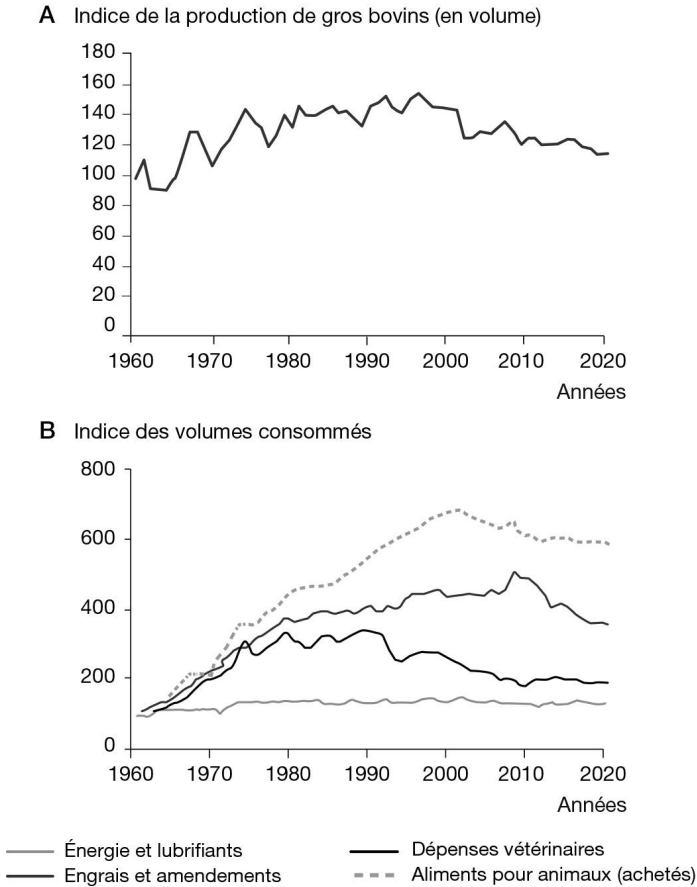 A Indice de la production de gros bovins (en volume)
180
160
140
120
100
80
60
40
20
0
1960 1970 1980 1990 2000 2010 2020
Années
B Indice des volumes consommés
800
600
400
200
0
1960 1970 1980 1990 2000 2010 2020
Années
Énergie et lubrifiants
Dépenses vétérinaires
Engrais et amendements
Aliments pour animaux (achetés)